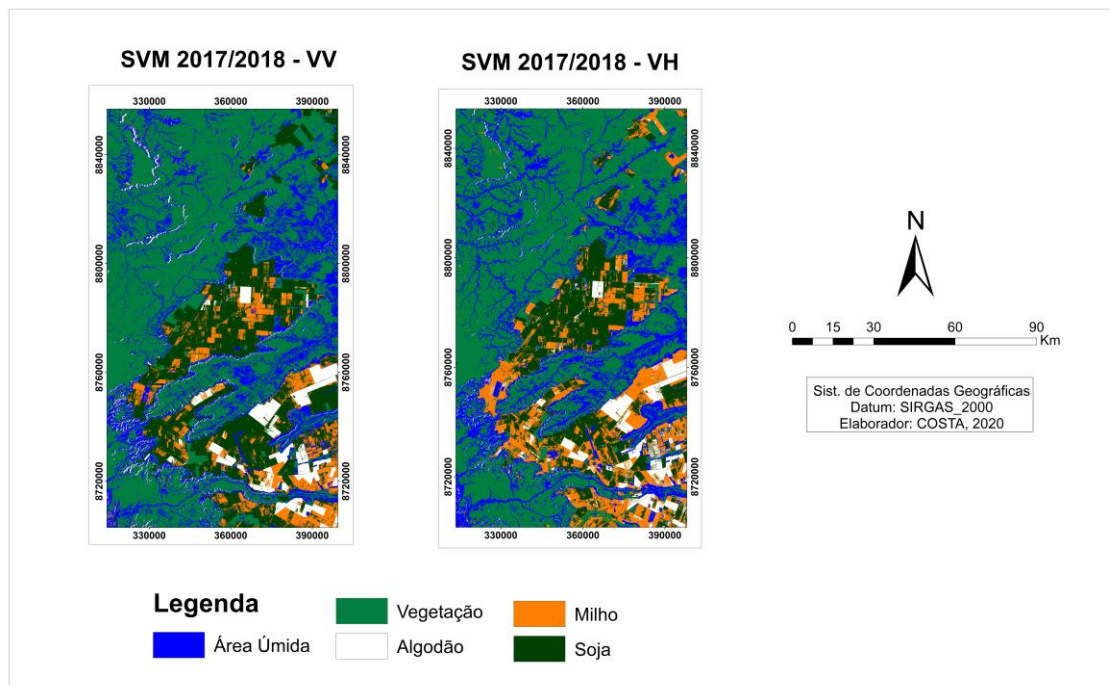 SVM 2017/2018 - VV
SVM 2017/2018 - VH
330000 360000 390000
330000 360000 390000
8840000 8840000
8840000 8840000
8800000 8800000
8800000 8800000
8760000 8760000
8760000 8760000
8720000 8720000
8720000 8720000
330000 360000 390000
330000 360000 390000
N
0 15 30 60 90
Km
Sist. de Coordenadas Geográficas
Datum: SIRGAS_2000
Elaborador: COSTA, 2020
Legenda
Área Úmida
Vegetação
Algodão
Milho
Soja